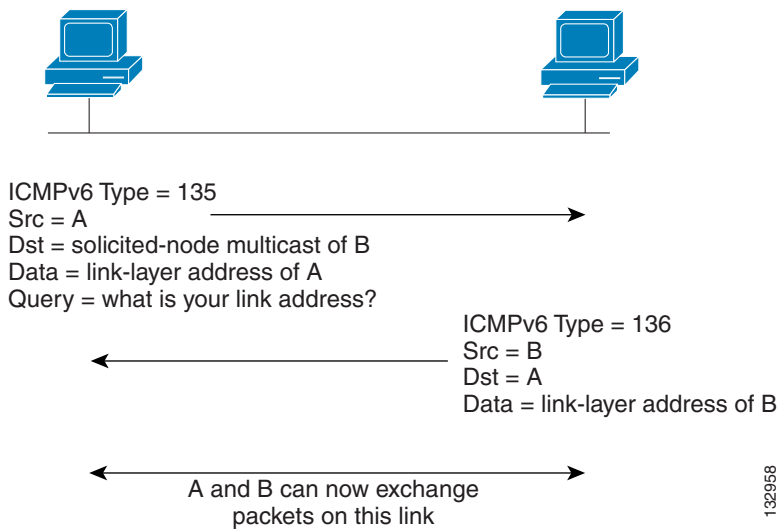 ICMPv6 Type = 135
Src = A
Dst = solicited-node multicast of B
Data = link-layer address of A
Query = what is your link address?
ICMPv6 Type = 136
Src = B
Dst = A
Data = link-layer address of B
A and B can now exchange
packets on this link
132958